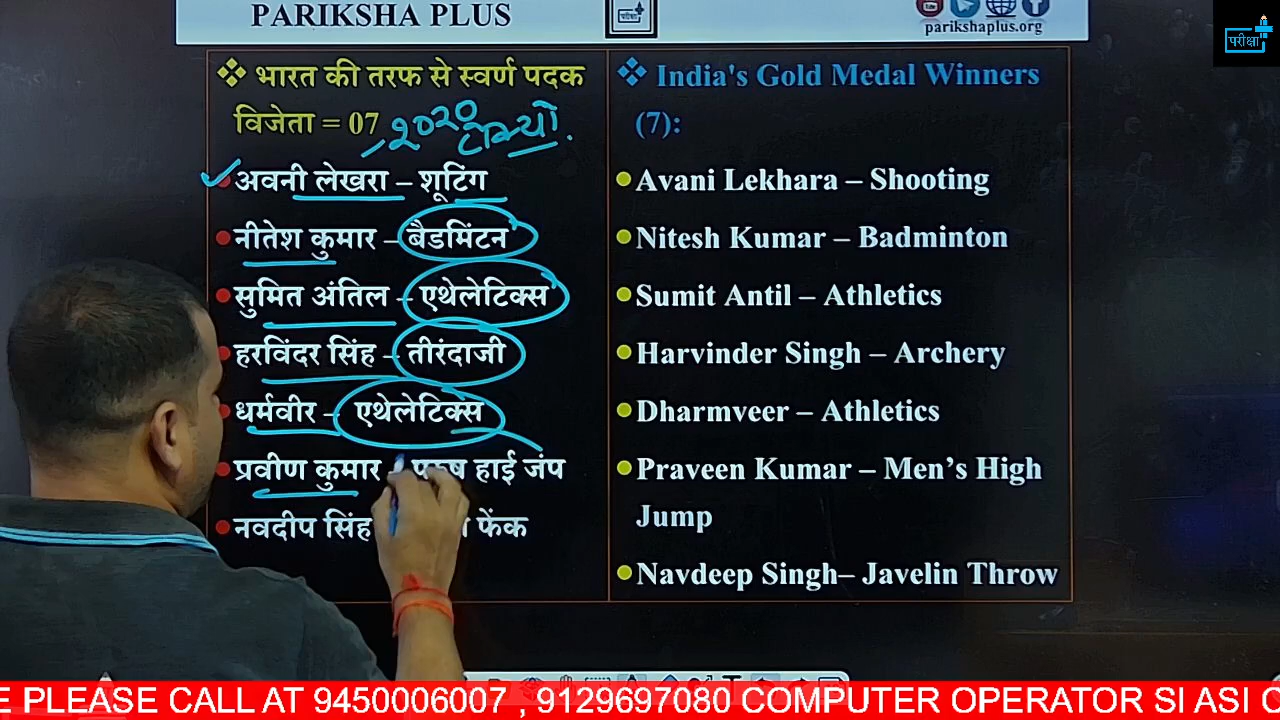 PARIKSHA PLUS
parikshaplus.org
परीक्षा
❖ भारत की तरफ से स्वर्ण पदक
विजेता = 07
2020
टोक्यो
अवनी लेखरा – शूटिंग
नीतेश कुमार – बैडमिंटन
सुमित अंतिल – एथेलेटिक्स
हरविंदर सिंह – तीरंदाजी
धर्मवीर – एथेलेटिक्स
प्रवीण कुमार – हाई जंप
नवदीप सिंह फेंक
❖ India's Gold Medal Winners
(7):
Avani Lekhara – Shooting
Nitesh Kumar – Badminton
Sumit Antil – Athletics
Harvinder Singh – Archery
Dharmveer – Athletics
Praveen Kumar – Men’s High
Jump
Navdeep Singh– Javelin Throw
PLEASE CALL AT 9450006007 , 9129697080 COMPUTER OPERATOR SI ASI